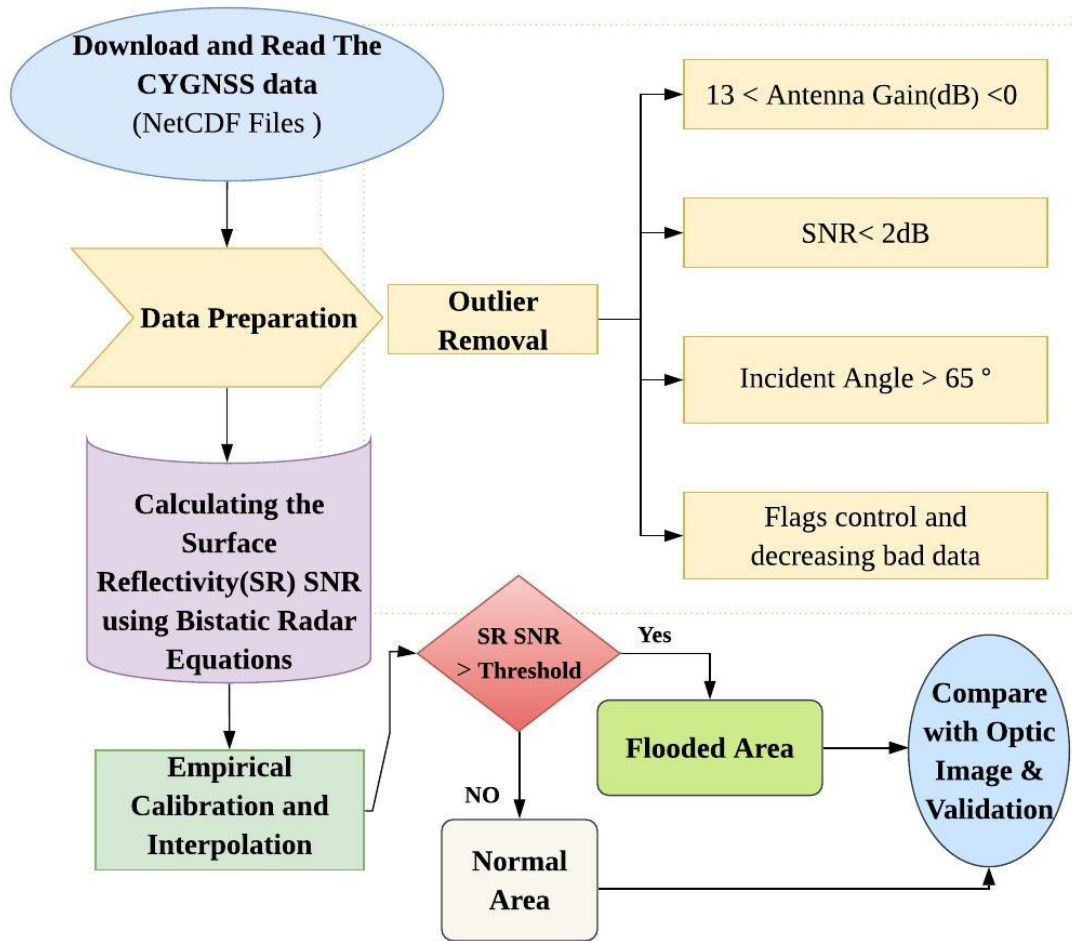 Download and Read The
CYGNSS data
(NetCDF Files )
13 < Antenna Gain(dB) <0
SNR< 2dB
Data Preparation
Outlier
Removal
Incident Angle > 65 °
Flags control and
decreasing bad data
Calculating the
Surface
Reflectivity(SR) SNR
using Bistatic Radar
Equations
SR SNR
> Threshold
Yes
NO
Empirical
Calibration and
Interpolation
Flooded Area
Normal
Area
Compare
with Optic
Image &
Validation